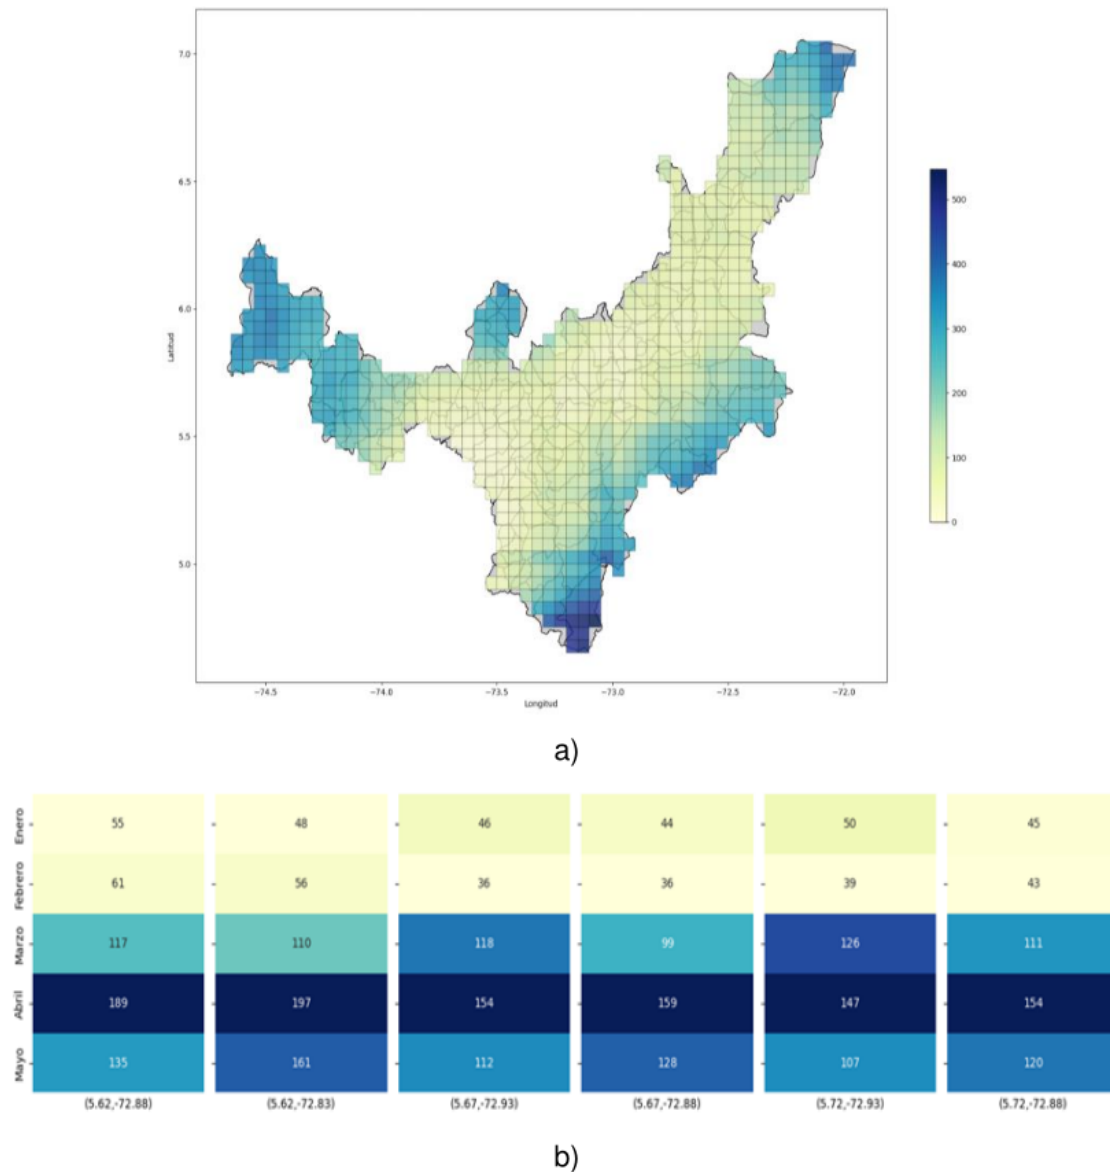 7.0
6.5
6.0
5.5
5.0
Latitud
−74.5 −74.0 −73.5 −73.0 −72.5 −72.0
Longitud
500
400
300
200
100
0
a)
Enero 55 48 46 44 50 45
Febrero 61 56 36 36 39 43
Marzo 117 110 118 99 126 111
Abril 189 197 154 159 147 154
Mayo 135 161 112 128 107 120
(5.62,-72.88) (5.62,-72.83) (5.67,-72.93) (5.67,-72.88) (5.72,-72.93) (5.72,-72.88)
b)